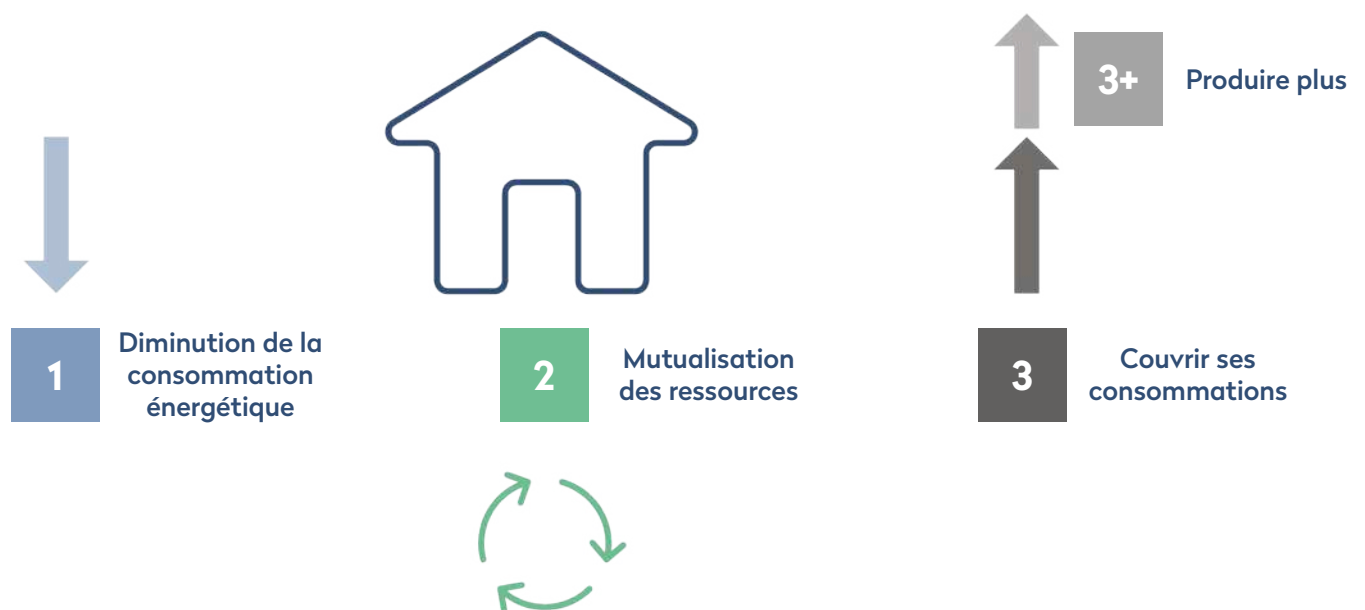 3+
Produire plus
1
Diminution de la
consommation
énergétique
2
Mutualisation
des ressources
3
Couvrir ses
consommations